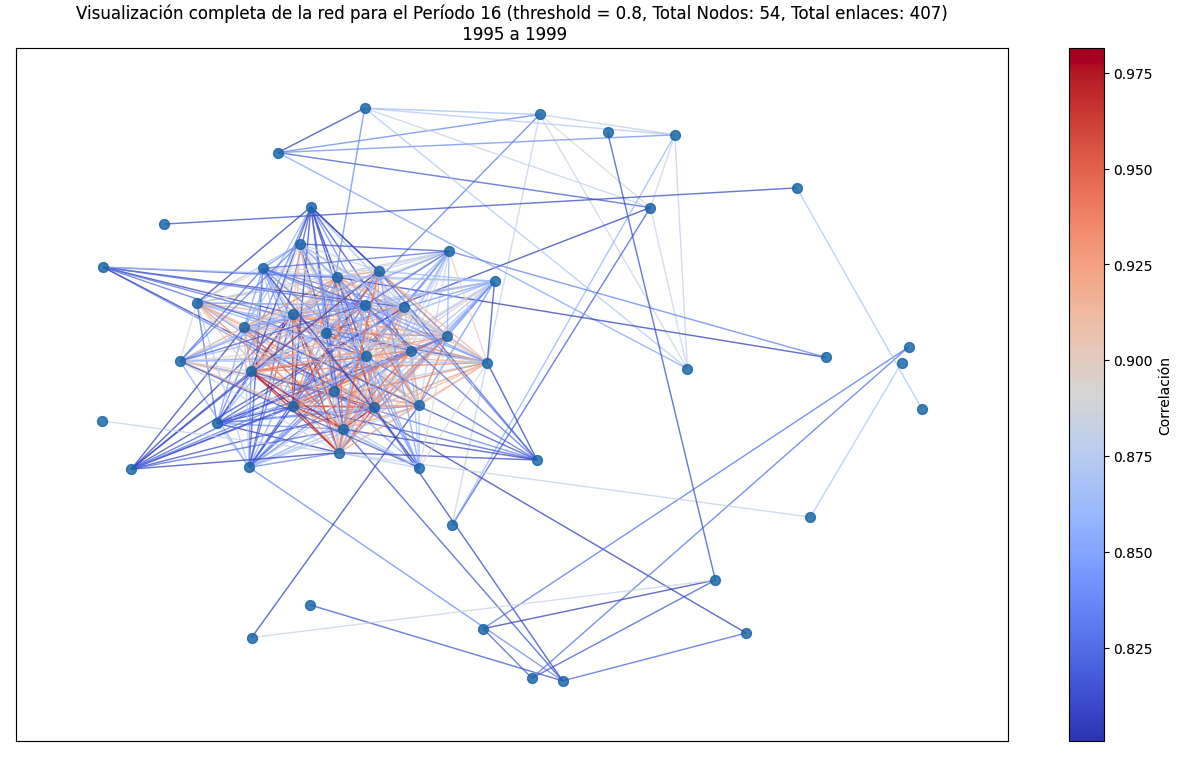 Visualización completa de la red para el Período 16 (threshold = 0.8, Total Nodos: 54, Total enlaces: 407)
1995 a 1999
0.975
0.950
0.925
0.900
0.875
0.850
0.825
Correlación